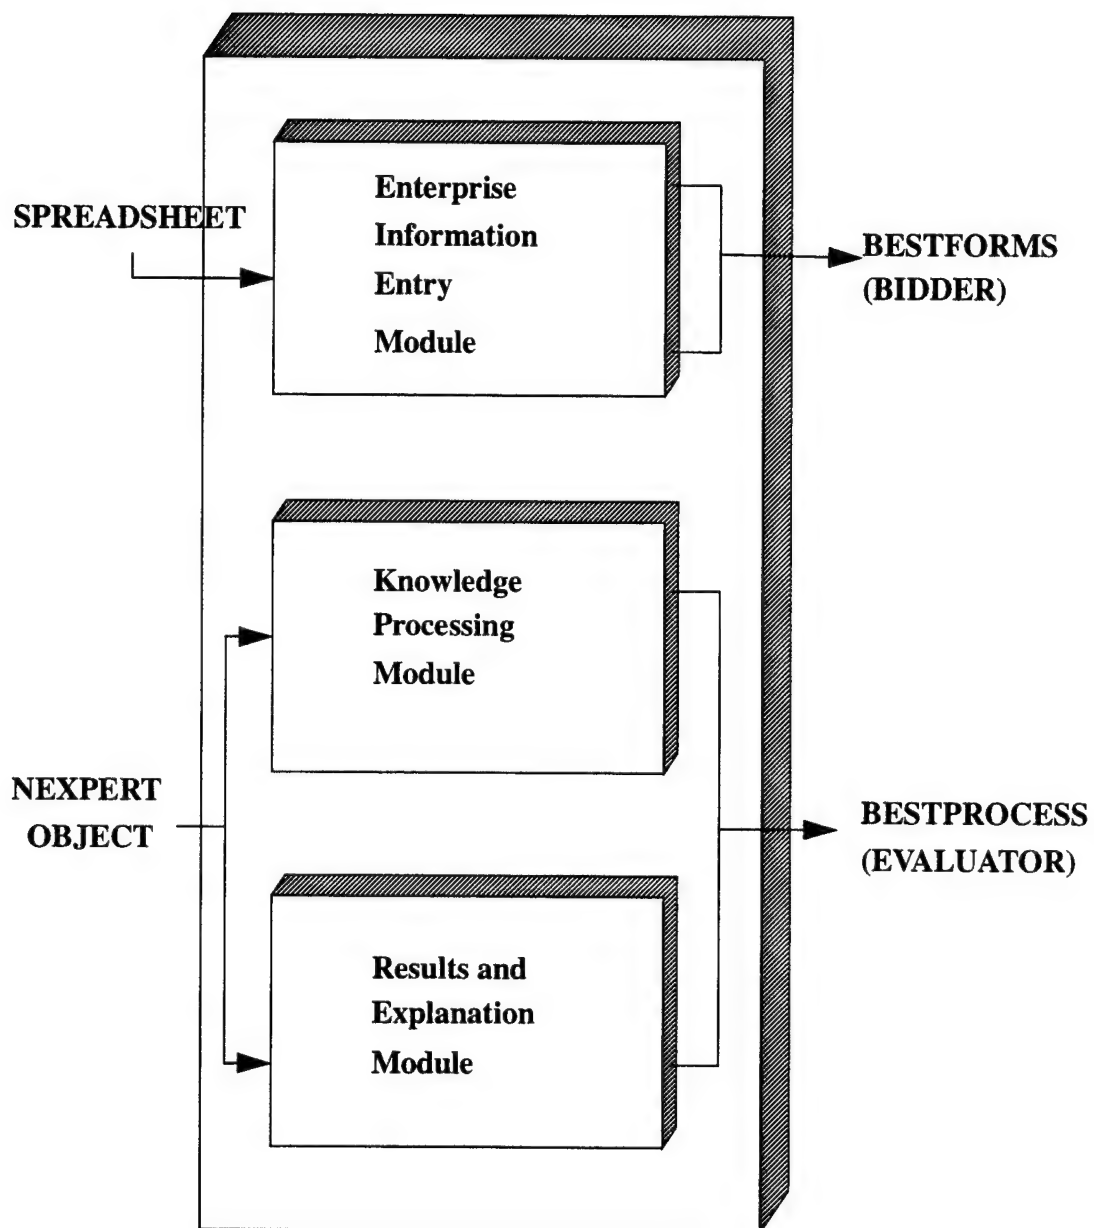 SPREADSHEET
Enterprise
Information
Entry
Module
BESTFORMS
(BIDDER)
Knowledge
Processing
Module
NEXPERT
OBJECT
BESTPROCESS
(EVALUATOR)
Results and
Explanation
Module